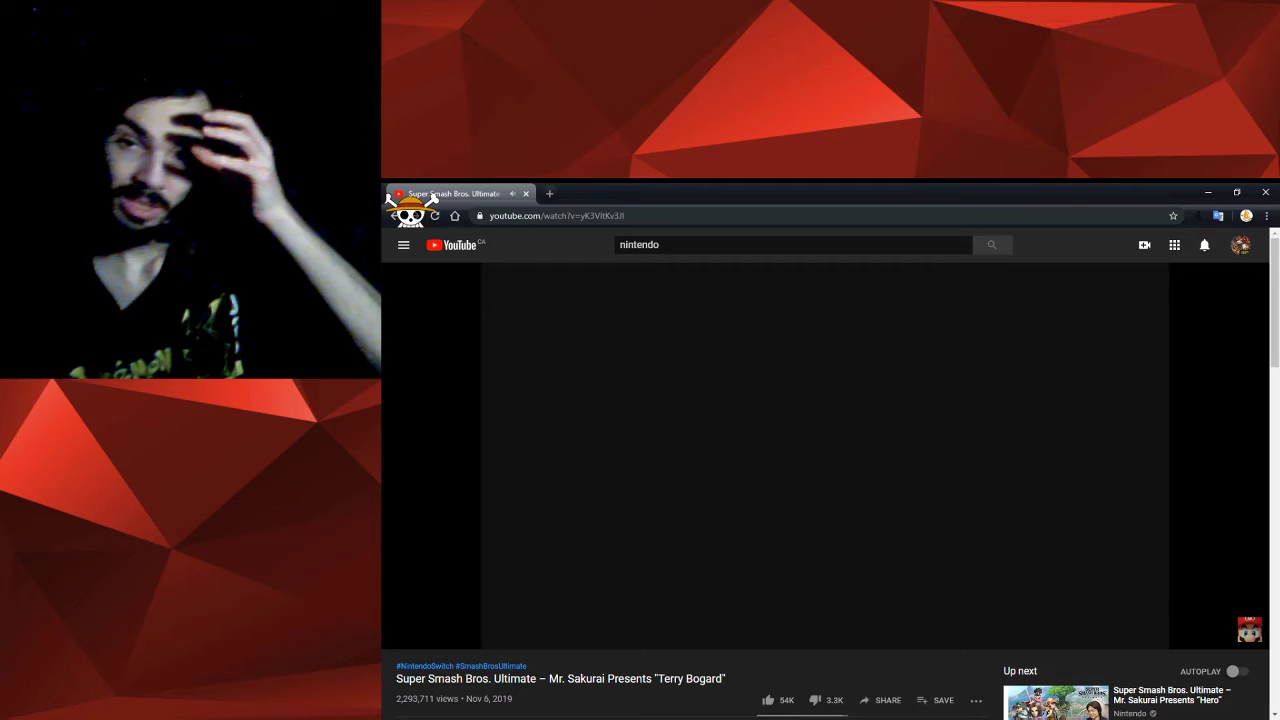 Super Smash Bros. Ultimate
youtube.com/watch?v=yK3VltKv3JI
YouTube CA
nintendo
#NintendoSwitch #SmashBrosUltimate
Super Smash Bros. Ultimate – Mr. Sakurai Presents "Terry Bogard"
2,293,711 views • Nov 6, 2019
54K
3.3K
SHARE
SAVE
Up next
AUTOPLAY
Super Smash Bros. Ultimate –
Mr. Sakurai Presents "Hero"
Nintendo